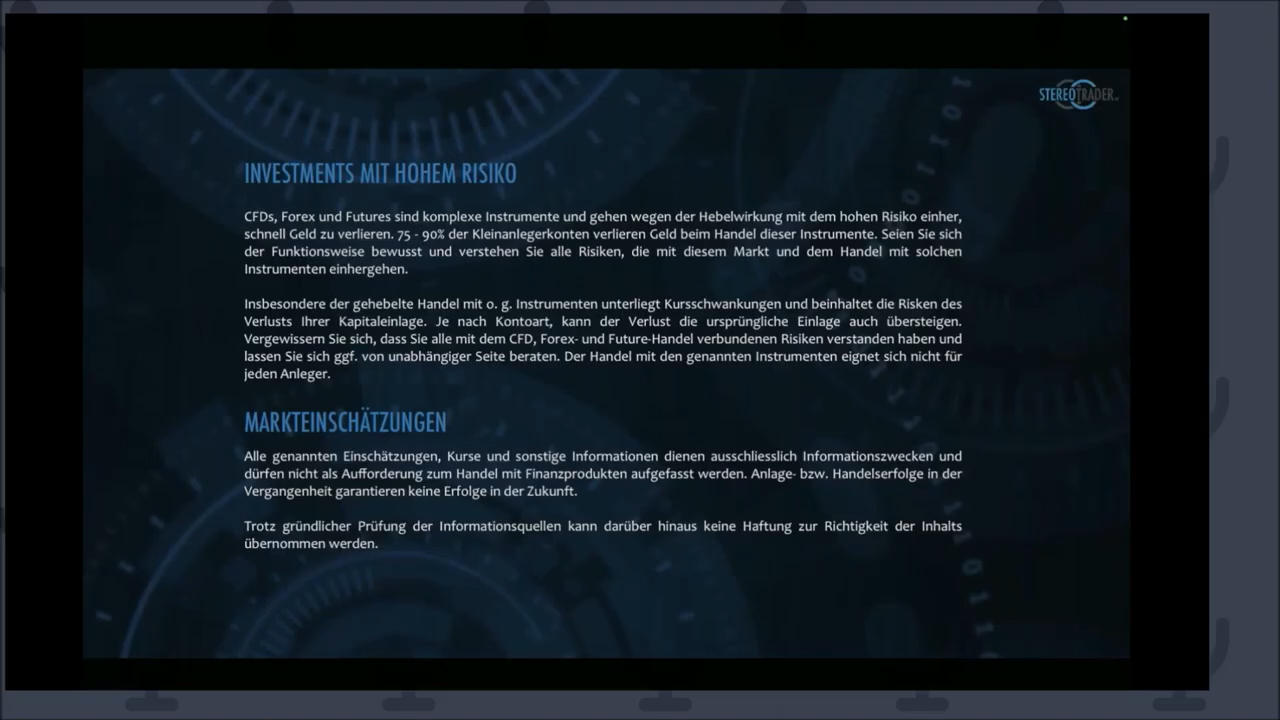 STEREOTRADER
INVESTMENTS MIT HOHEM RISIKO
CFDs, Forex und Futures sind komplexe Instrumente und gehen wegen der Hebelwirkung mit dem hohen Risiko einher,
schnell Geld zu verlieren. 75 - 90% der Kleinanlegerkonten verlieren Geld beim Handel dieser Instrumente. Seien Sie sich
der Funktionsweise bewusst und verstehen Sie alle Risiken, die mit diesem Markt und dem Handel mit solchen
Instrumenten einhergehen.
Insbesondere der gehebelte Handel mit o. g. Instrumenten unterliegt Kursschwankungen und beinhaltet die Risken des
Verlusts Ihrer Kapitaleinlage. Je nach Kontoart, kann der Verlust die ursprüngliche Einlage auch übersteigen.
Vergewissern Sie sich, dass Sie alle mit dem CFD, Forex- und Future-Handel verbundenen Risiken verstanden haben und
lassen Sie sich ggf. von unabhängiger Seite beraten. Der Handel mit den genannten Instrumenten eignet sich nicht für
jeden Anleger.
MARKTEINSCHÄTZUNGEN
Alle genannten Einschätzungen, Kurse und sonstige Informationen dienen ausschliesslich Informationszwecken und
dürfen nicht als Aufforderung zum Handel mit Finanzprodukten aufgefasst werden. Anlage- bzw. Handelserfolge in der
Vergangenheit garantieren keine Erfolge in der Zukunft.
Trotz gründlicher Prüfung der Informationsquellen kann darüber hinaus keine Haftung zur Richtigkeit der Inhalts
übernommen werden.